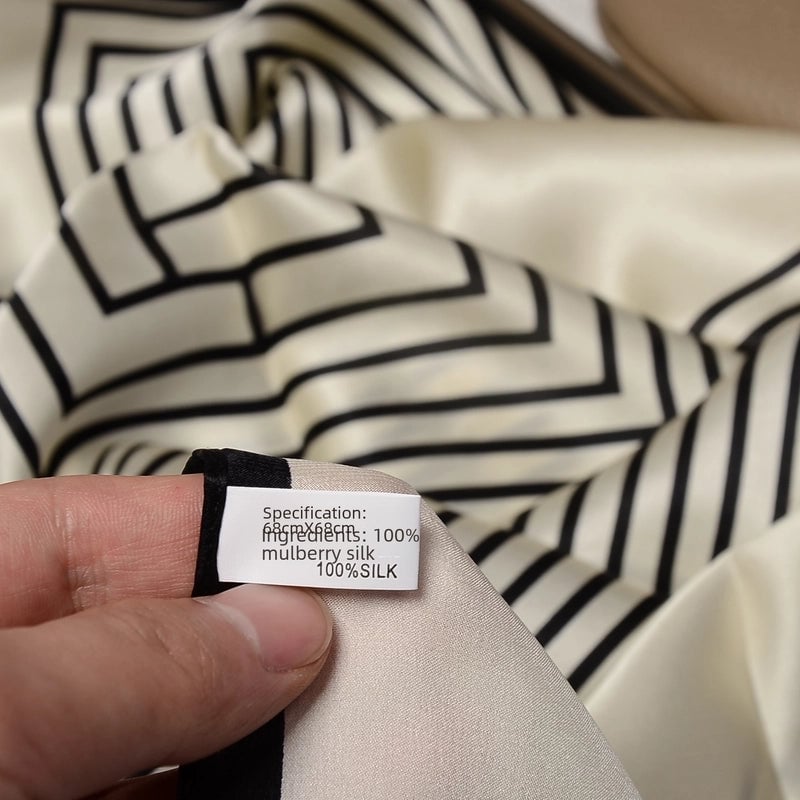 Specification:
68cmX68cm
Ingredients: 100%
mulberry silk
100%SILK